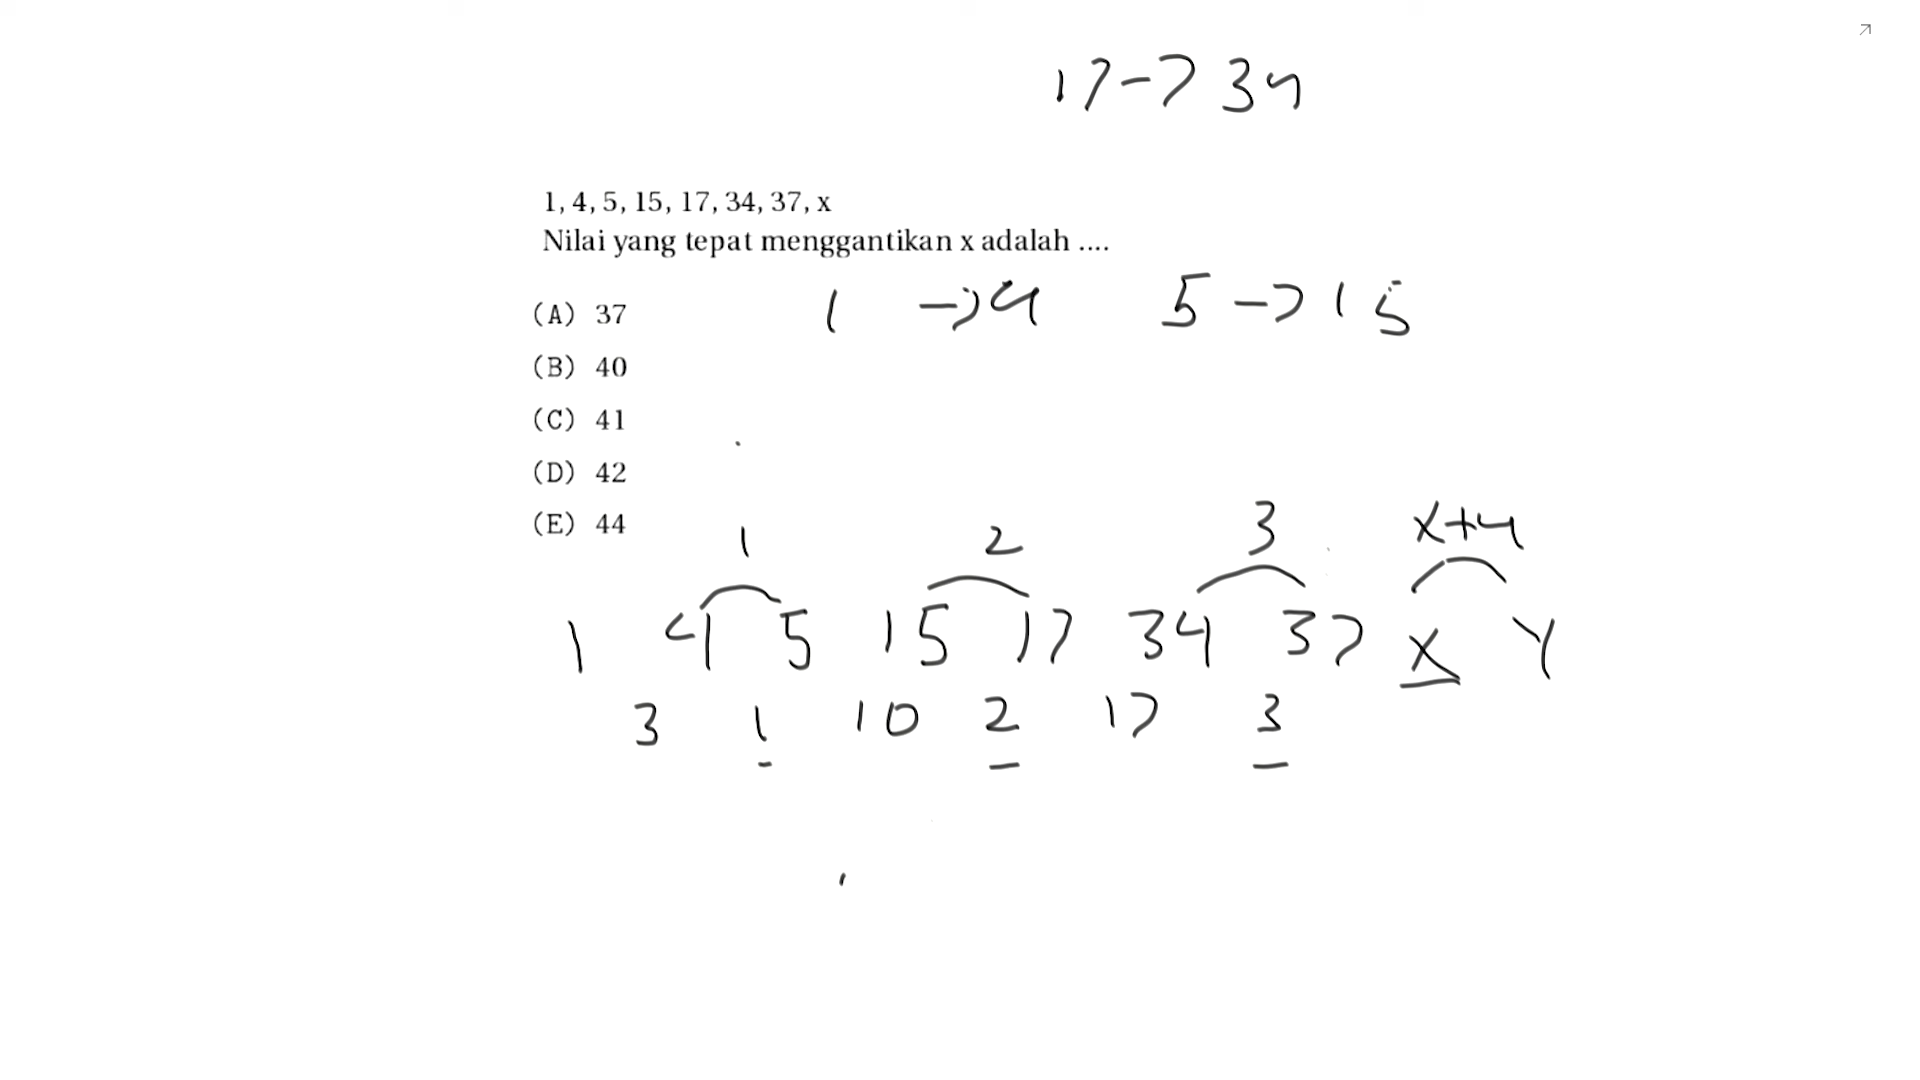 17->34
1, 4, 5, 15, 17, 34, 37, x
Nilai yang tepat menggantikan x adalah ....
(A) 37
1 ->4 5->15
(B) 40
(C) 41
(D) 42
(E) 44
1 2 3 x+4
1 4 5 15 17 34 37 x y
3 1 10 2 17 3